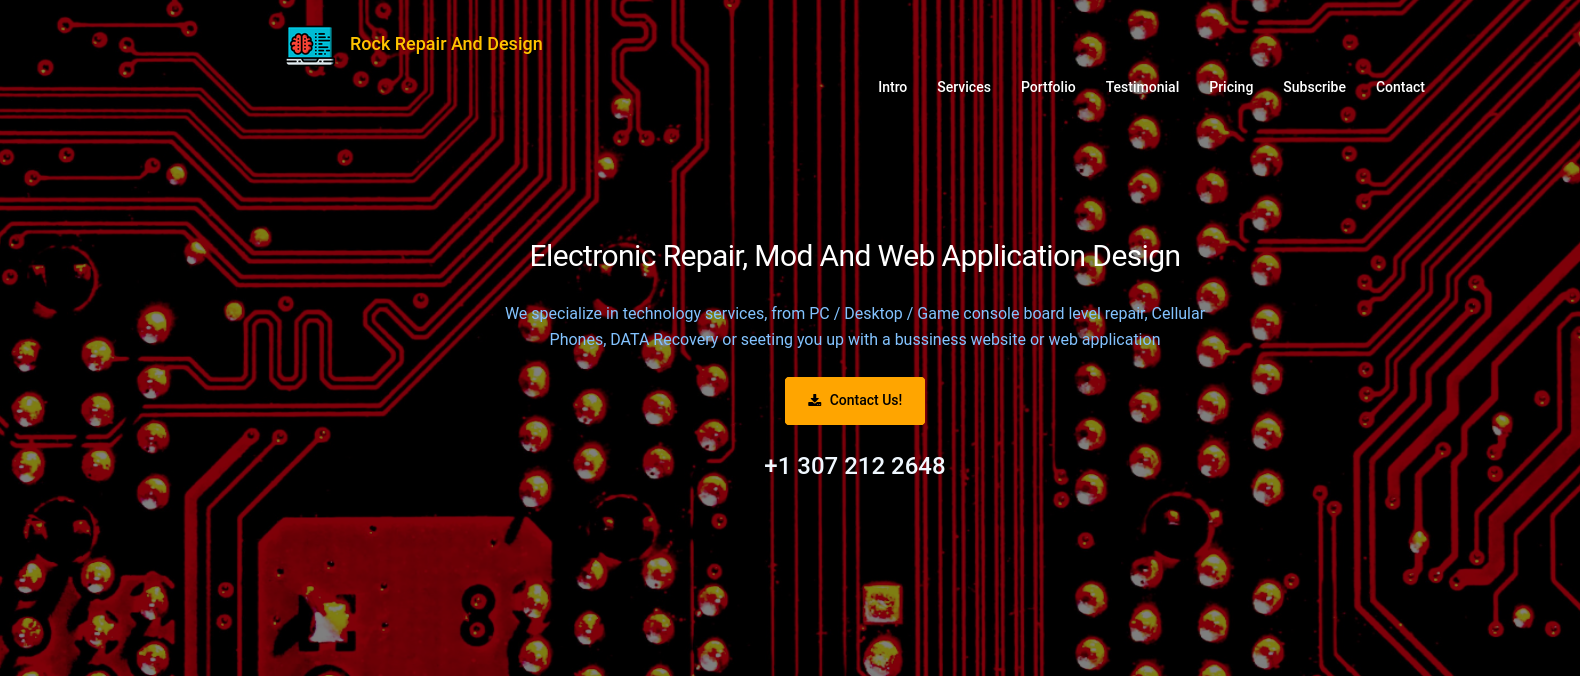 Rock Repair And Design
Intro Services Portfolio Testimonial Pricing Subscribe Contact
Electronic Repair, Mod And Web Application Design
We specialize in technology services, from PC / Desktop / Game console board level repair, Cellular
Phones, DATA Recovery or seeting you up with a bussiness website or web application
Contact Us!
+1 307 212 2648